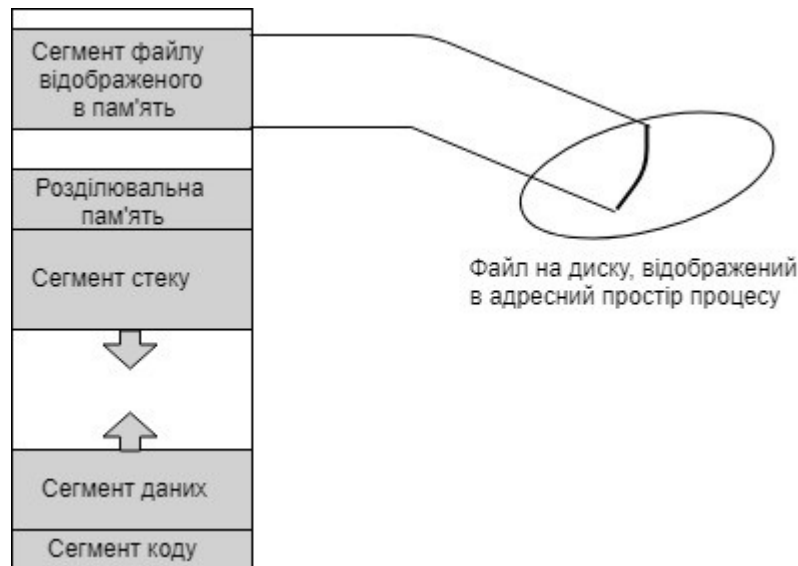 Сегмент файлу
відображеного
в пам'ять
Розділювальна
пам'ять
Сегмент стеку
Файл на диску, відображений
в адресний простір процесу
Сегмент даних
Сегмент коду